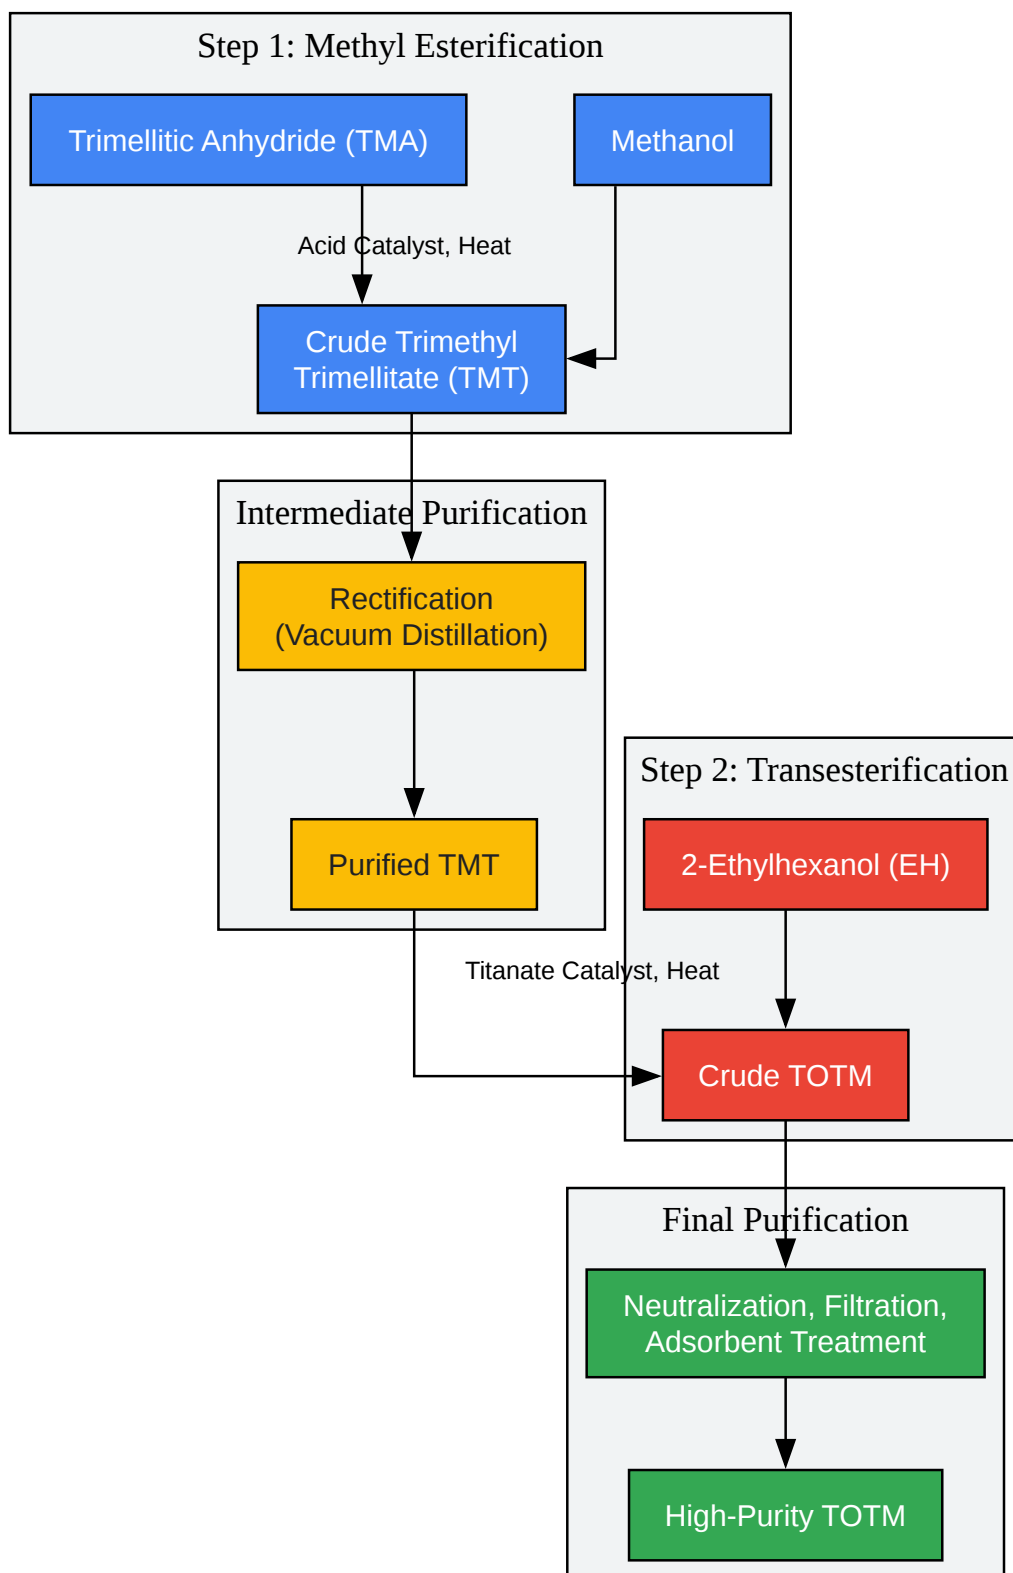 Step 1: Methyl Esterification
Trimellitic Anhydride (TMA)
Methanol
Acid Catalyst, Heat
Crude Trimethyl
Trimellitate (TMT)
Intermediate Purification
Rectification
(Vacuum Distillation)
Purified TMT
Step 2: Transesterification
2-Ethylhexanol (EH)
Titanate Catalyst, Heat
Crude TOTM
Final Purification
Neutralization, Filtration,
Adsorbent Treatment
High-Purity TOTM